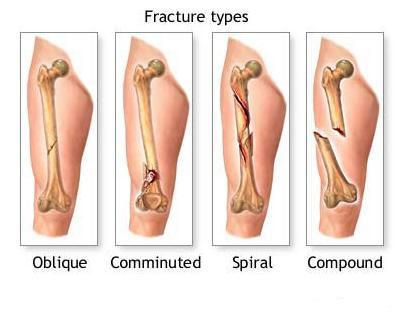 Fracture types
Oblique
Comminuted
Spiral
Compound